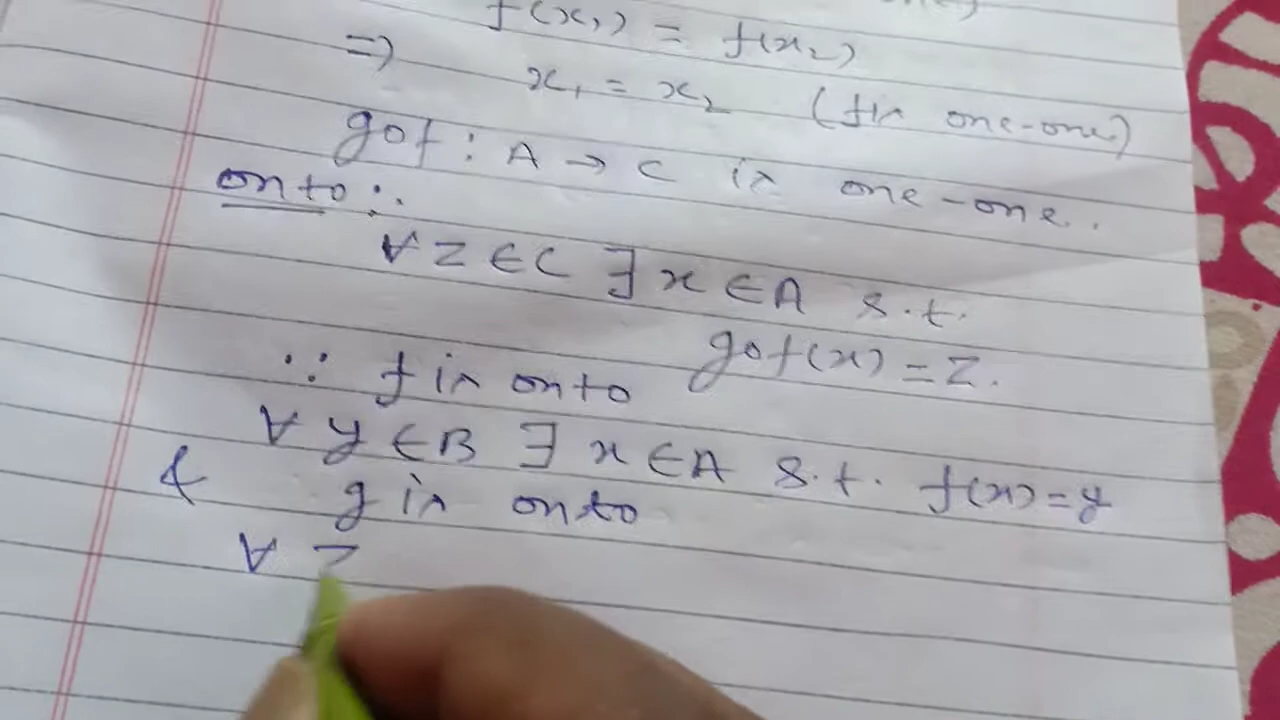 f(x₁) = f(x₂)
⇒ x₁ = x₂ (f is one-one)
gof : A → C is one-one.
onto :
∀ z ∈ C ∃ x ∈ A s.t.
gof(x) = z.
∵ f is onto
∀ y ∈ B ∃ x ∈ A s.t. f(x) = y
& g is onto
∀ z